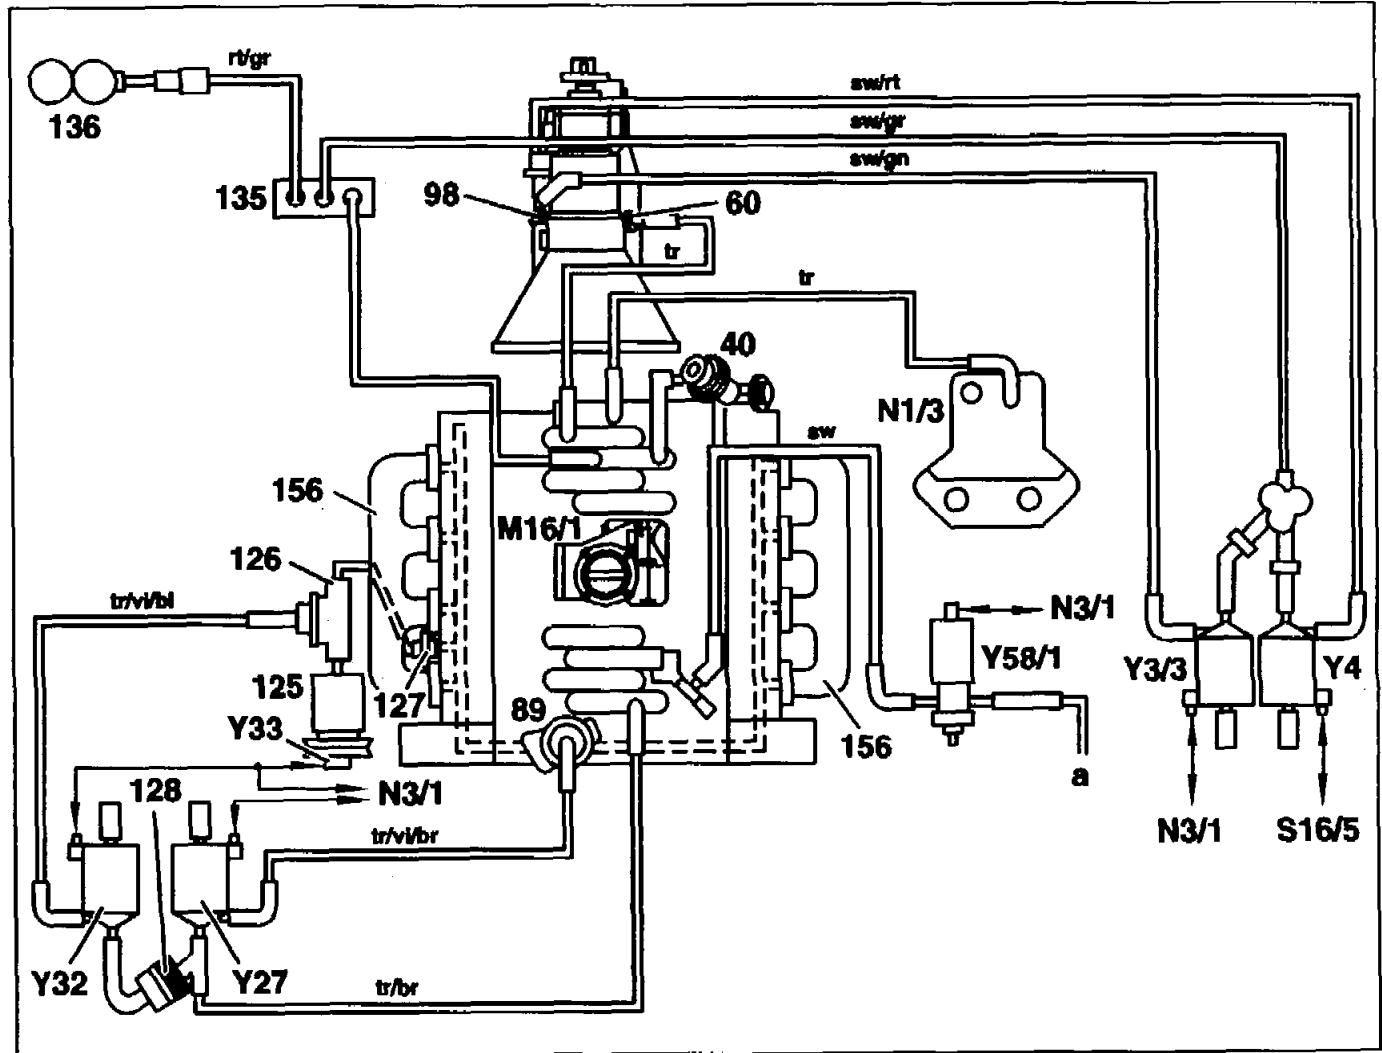 rt/gr
136
sw/rt
sw/gr
sw/gn
135
98
60
tr
tr
40
N1/3
sw
156
M16/1
126
tr/vi/bl
N3/1
Y58/1
Y3/3
Y4
125
127
89
Y33
156
a
128
N3/1
N3/1
S16/5
tr/vi/br
Y32
Y27
tr/br